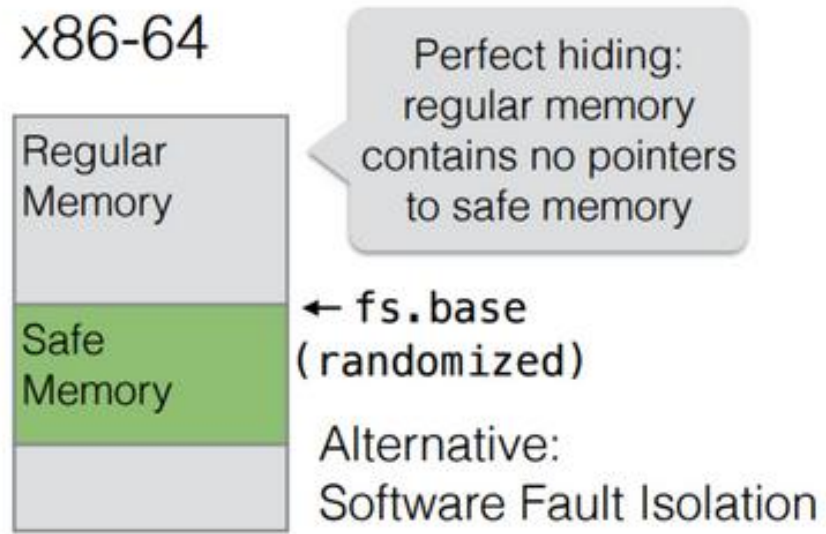 x86-64
Perfect hiding:
regular memory
contains no pointers
to safe memory
Regular
Memory
← fs.base
(randomized)
Safe
Memory
Alternative:
Software Fault Isolation